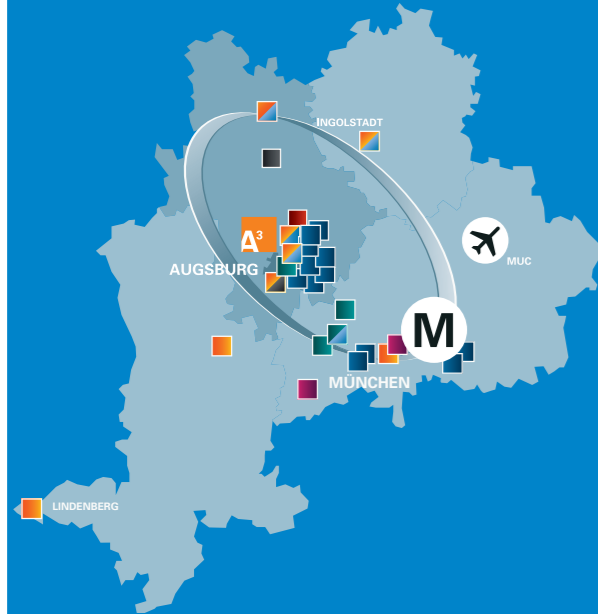 INGOLSTADT
A³
AUGSBURG
MUC
M
MÜNCHEN
LINDENBERG